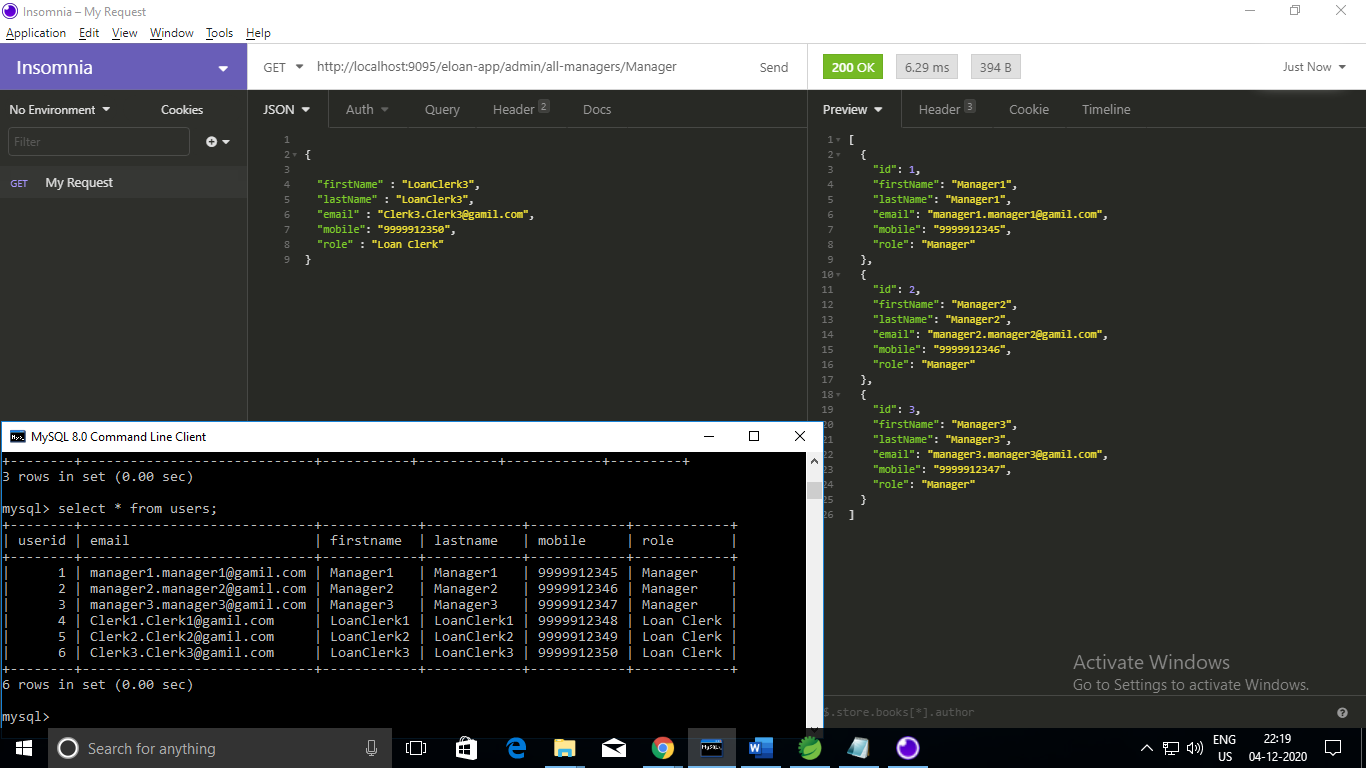 Insomnia – My Request
Application Edit View Window Tools Help
Insomnia
GET http://localhost:9095/eloan-app/admin/all-managers/Manager Send
200 OK 6.29 ms 394 B Just Now
No Environment Cookies
JSON Auth Query Header 2 Docs
Preview Header 3 Cookie Timeline
Filter
GET My Request
1
2 {
3
4 "firstName" : "LoanClerk3",
5 "lastName" : "LoanClerk3",
6 "email" : "Clerk3.Clerk3@gamil.com",
7 "mobile": "9999912350",
8 "role" : "Loan Clerk"
9 }
1 [
2 {
3 "id": 1,
4 "firstName": "Manager1",
5 "lastName": "Manager1",
6 "email": "manager1.manager1@gamil.com",
7 "mobile": "9999912345",
8 "role": "Manager"
9 },
10 {
11 "id": 2,
12 "firstName": "Manager2",
13 "lastName": "Manager2",
14 "email": "manager2.manager2@gamil.com",
15 "mobile": "9999912346",
16 "role": "Manager"
17 },
18 {
19 "id": 3,
20 "firstName": "Manager3",
21 "lastName": "Manager3",
22 "email": "manager3.manager3@gamil.com",
23 "mobile": "9999912347",
24 "role": "Manager"
25 }
26 ]
MySQL 8.0 Command Line Client
+--------+-----------------------------+-----------+----------+------------+---------+
3 rows in set (0.00 sec)
mysql> select * from users;
+--------+-----------------------------+------------+------------+------------+------------+
| userid | email | firstname | lastname | mobile | role |
+--------+-----------------------------+------------+------------+------------+------------+
| 1 | manager1.manager1@gamil.com | Manager1 | Manager1 | 9999912345 | Manager |
| 2 | manager2.manager2@gamil.com | Manager2 | Manager2 | 9999912346 | Manager |
| 3 | manager3.manager3@gamil.com | Manager3 | Manager3 | 9999912347 | Manager |
| 4 | Clerk1.Clerk1@gamil.com | LoanClerk1 | LoanClerk1 | 9999912348 | Loan Clerk |
| 5 | Clerk2.Clerk2@gamil.com | LoanClerk2 | LoanClerk2 | 9999912349 | Loan Clerk |
| 6 | Clerk3.Clerk3@gamil.com | LoanClerk3 | LoanClerk3 | 9999912350 | Loan Clerk |
+--------+-----------------------------+------------+------------+------------+------------+
6 rows in set (0.00 sec)
mysql>
Activate Windows
Go to Settings to activate Windows.
$.store.books[*].author
Search for anything
ENG
US
22:19
04-12-2020